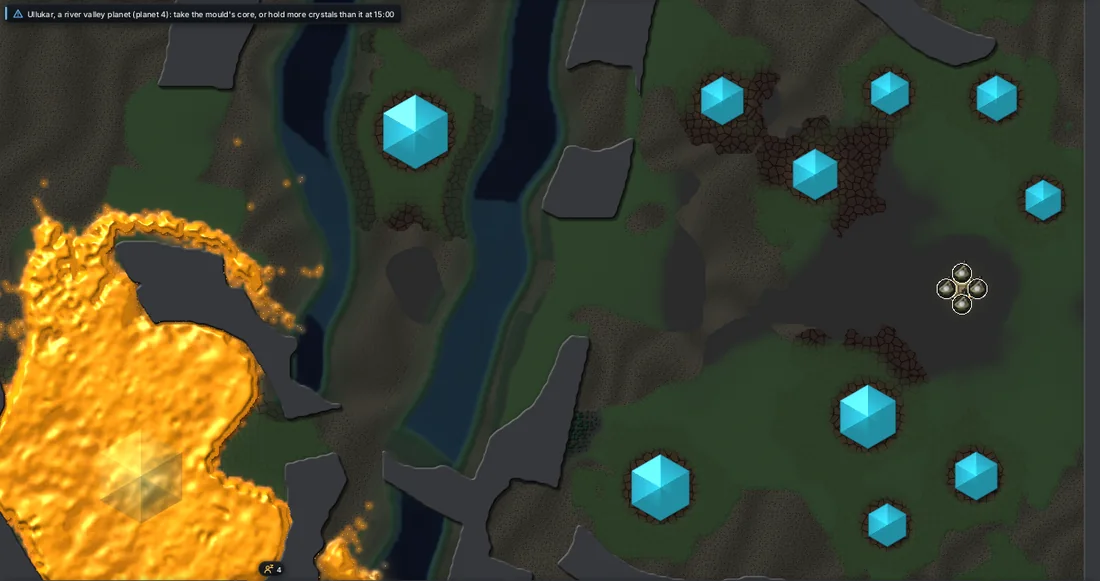 Ullukar, a river valley planet (planet 4): take the mould's core, or hold more crystals than it at 15:00
4